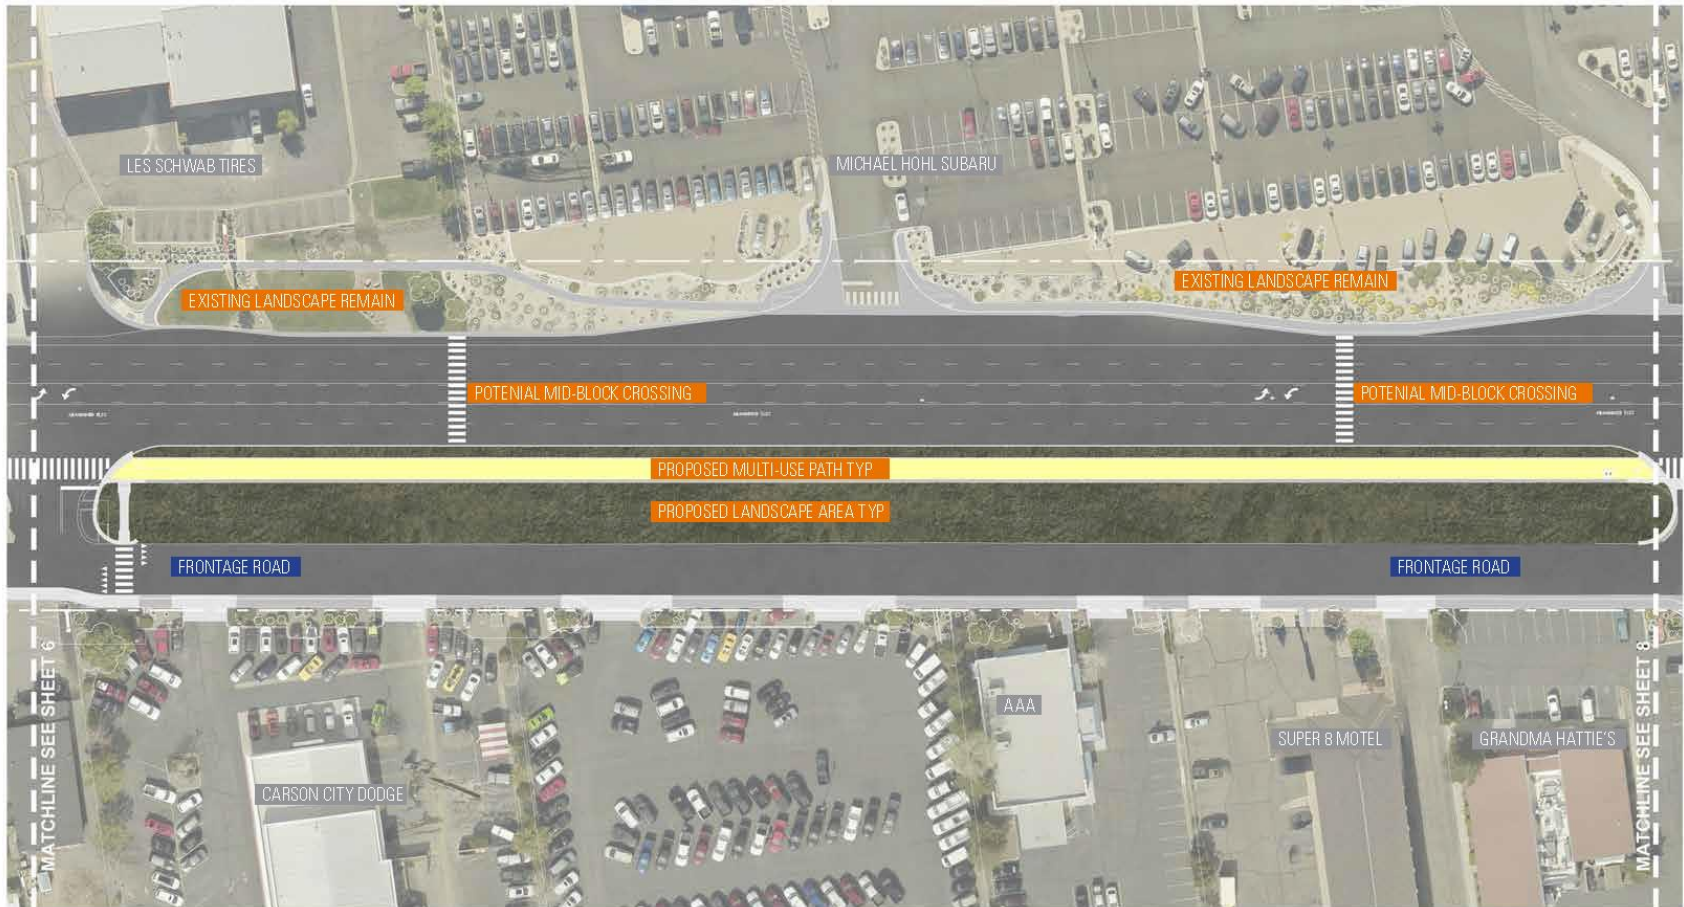 LES SCHWAB TIRES
MICHAEL HOHL SUBARU
EXISTING LANDSCAPE REMAIN
EXISTING LANDSCAPE REMAIN
POTENIAL MID-BLOCK CROSSING
POTENIAL MID-BLOCK CROSSING
PROPOSED MULTI-USE PATH TYP
PROPOSED LANDSCAPE AREA TYP
FRONTAGE ROAD
FRONTAGE ROAD
MATCHLINE SEE SHEET 6
MATCHLINE SEE SHEET 8
AAA
SUPER 8 MOTEL
GRANDMA HATTIE'S
CARSON CITY DODGE